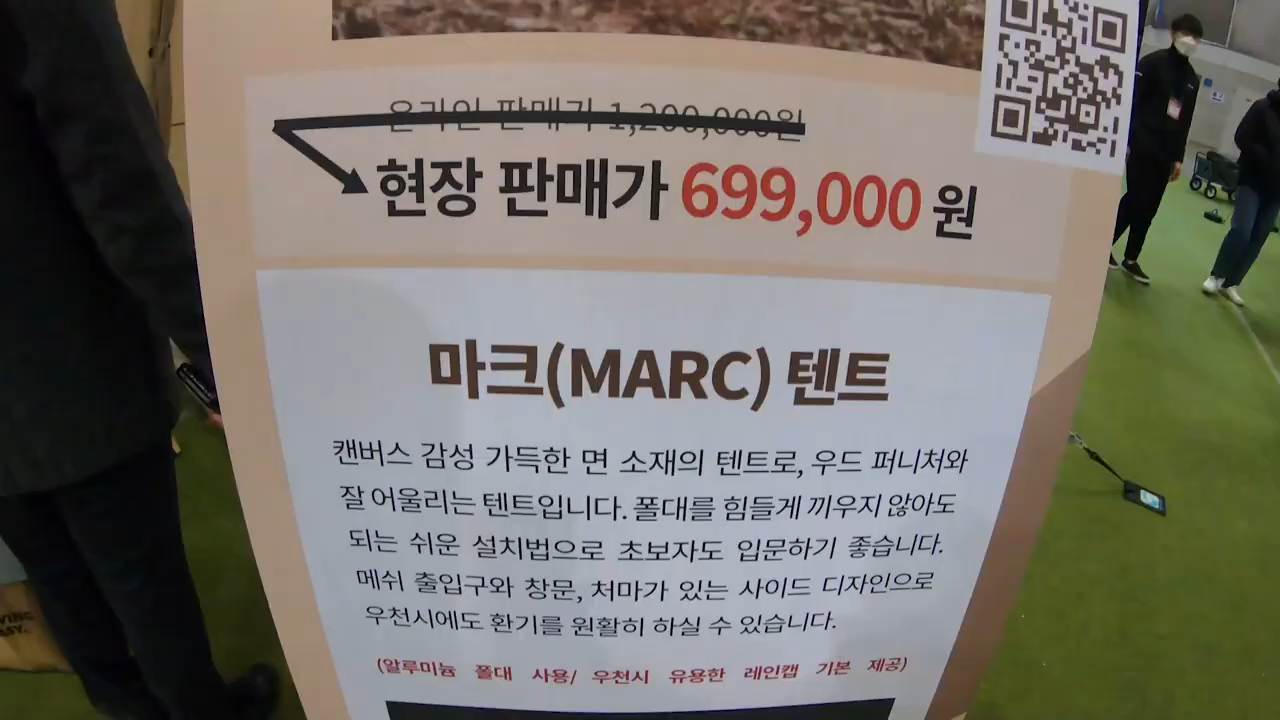 온라인 판매가 1,200,000원
현장 판매가 699,000 원
마크(MARC) 텐트
캔버스 감성 가득한 면 소재의 텐트로, 우드 퍼니처와
잘 어울리는 텐트입니다. 폴대를 힘들게 끼우지 않아도
되는 쉬운 설치법으로 초보자도 입문하기 좋습니다.
메쉬 출입구와 창문, 처마가 있는 사이드 디자인으로
우천시에도 환기를 원활히 하실 수 있습니다.
(알루미늄 폴대 사용/ 우천시 유용한 레인캡 기본 제공)